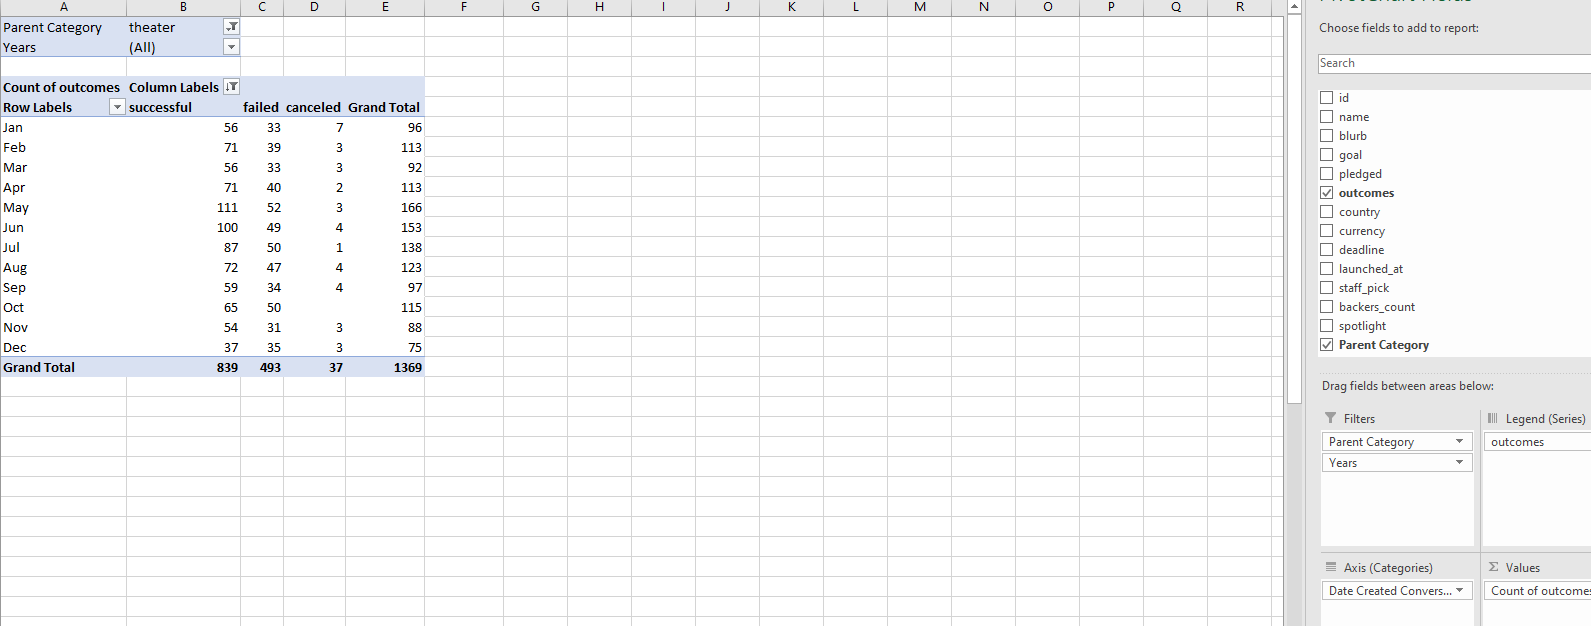 A B C D E F G H I J K L M N O P Q R
Parent Category theater
Years (All)
Count of outcomes Column Labels
Row Labels successful failed canceled Grand Total
Jan 56 33 7 96
Feb 71 39 3 113
Mar 56 33 3 92
Apr 71 40 2 113
May 111 52 3 166
Jun 100 49 4 153
Jul 87 50 1 138
Aug 72 47 4 123
Sep 59 34 4 97
Oct 65 50 115
Nov 54 31 3 88
Dec 37 35 3 75
Grand Total 839 493 37 1369
Choose fields to add to report:
Search
id
name
blurb
goal
pledged
outcomes
country
currency
deadline
launched_at
staff_pick
backers_count
spotlight
Parent Category
Drag fields between areas below:
Filters
Parent Category
Years
Legend (Series)
outcomes
Axis (Categories)
Date Created Convers...
Σ Values
Count of outcomes